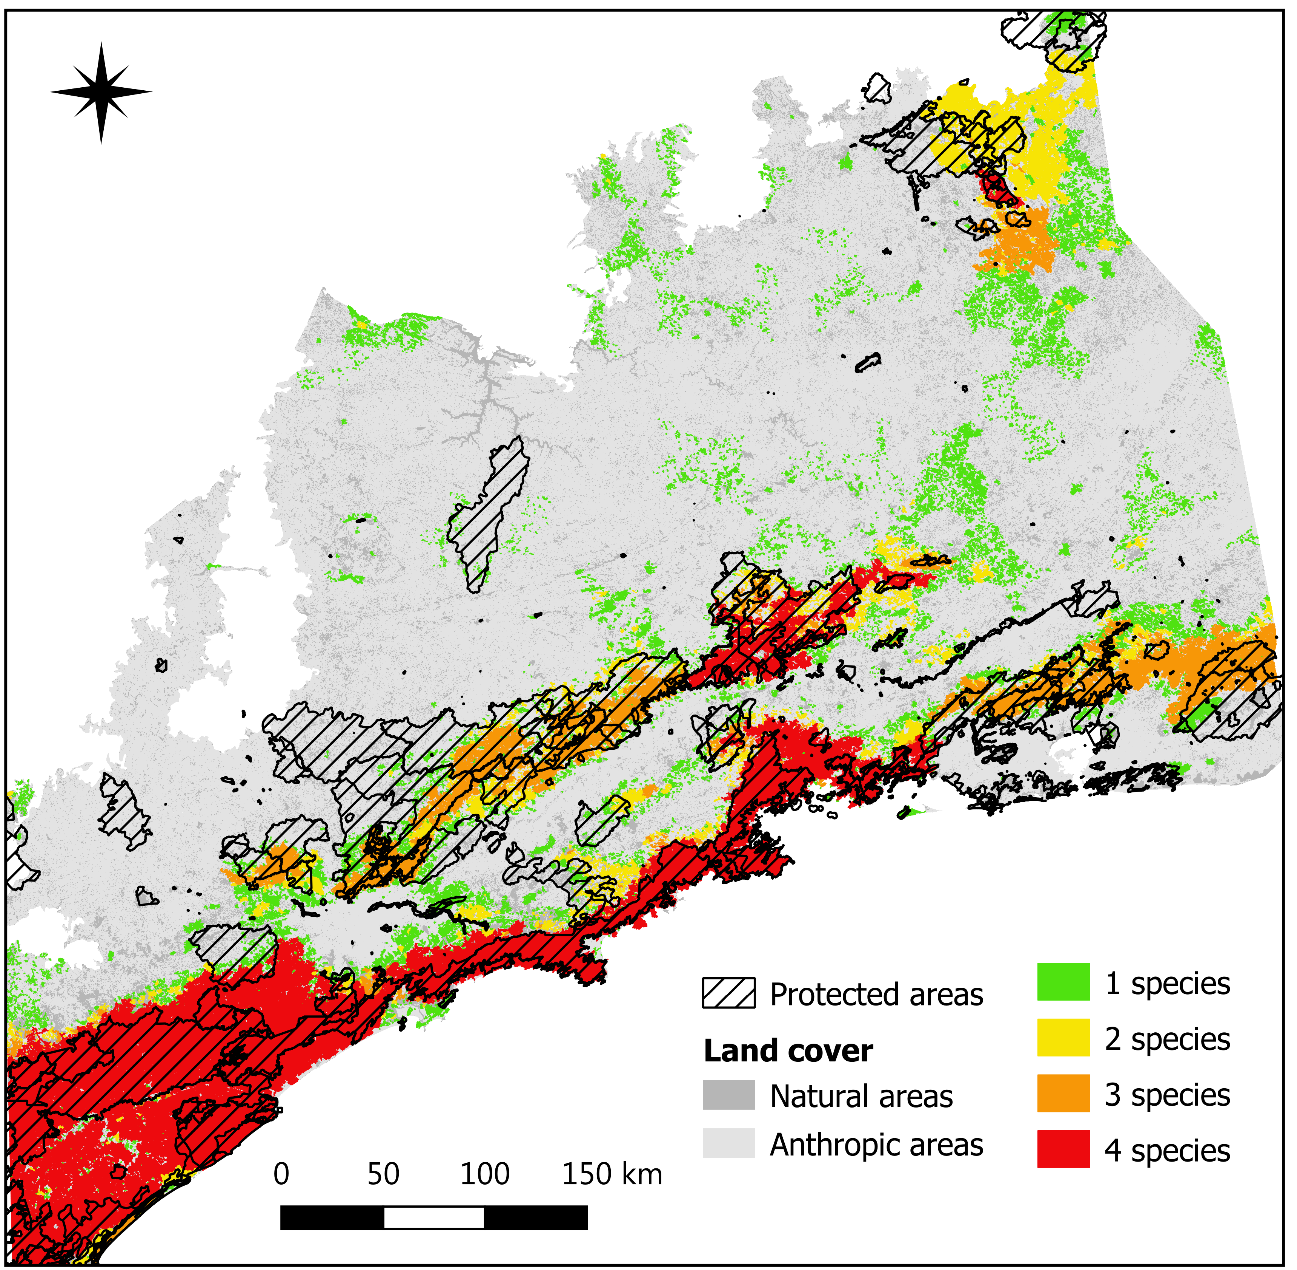 Protected areas
Land cover
Natural areas
Anthropic areas
1 species
2 species
3 species
4 species
0 50 100 150 km